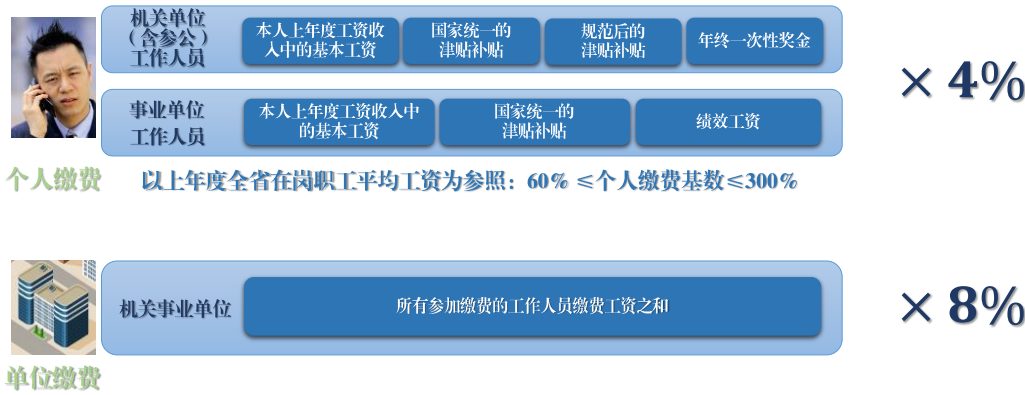 机关单位
（含参公）
工作人员
本人上年度工资收
入中的基本工资
国家统一的
津贴补贴
规范后的
津贴补贴
年终一次性奖金
× 4%
事业单位
工作人员
本人上年度工资收入中
的基本工资
国家统一的
津贴补贴
绩效工资
个人缴费
以上年度全省在岗职工平均工资为参照：60% ≤个人缴费基数≤300%
机关事业单位
所有参加缴费的工作人员缴费工资之和
× 8%
单位缴费